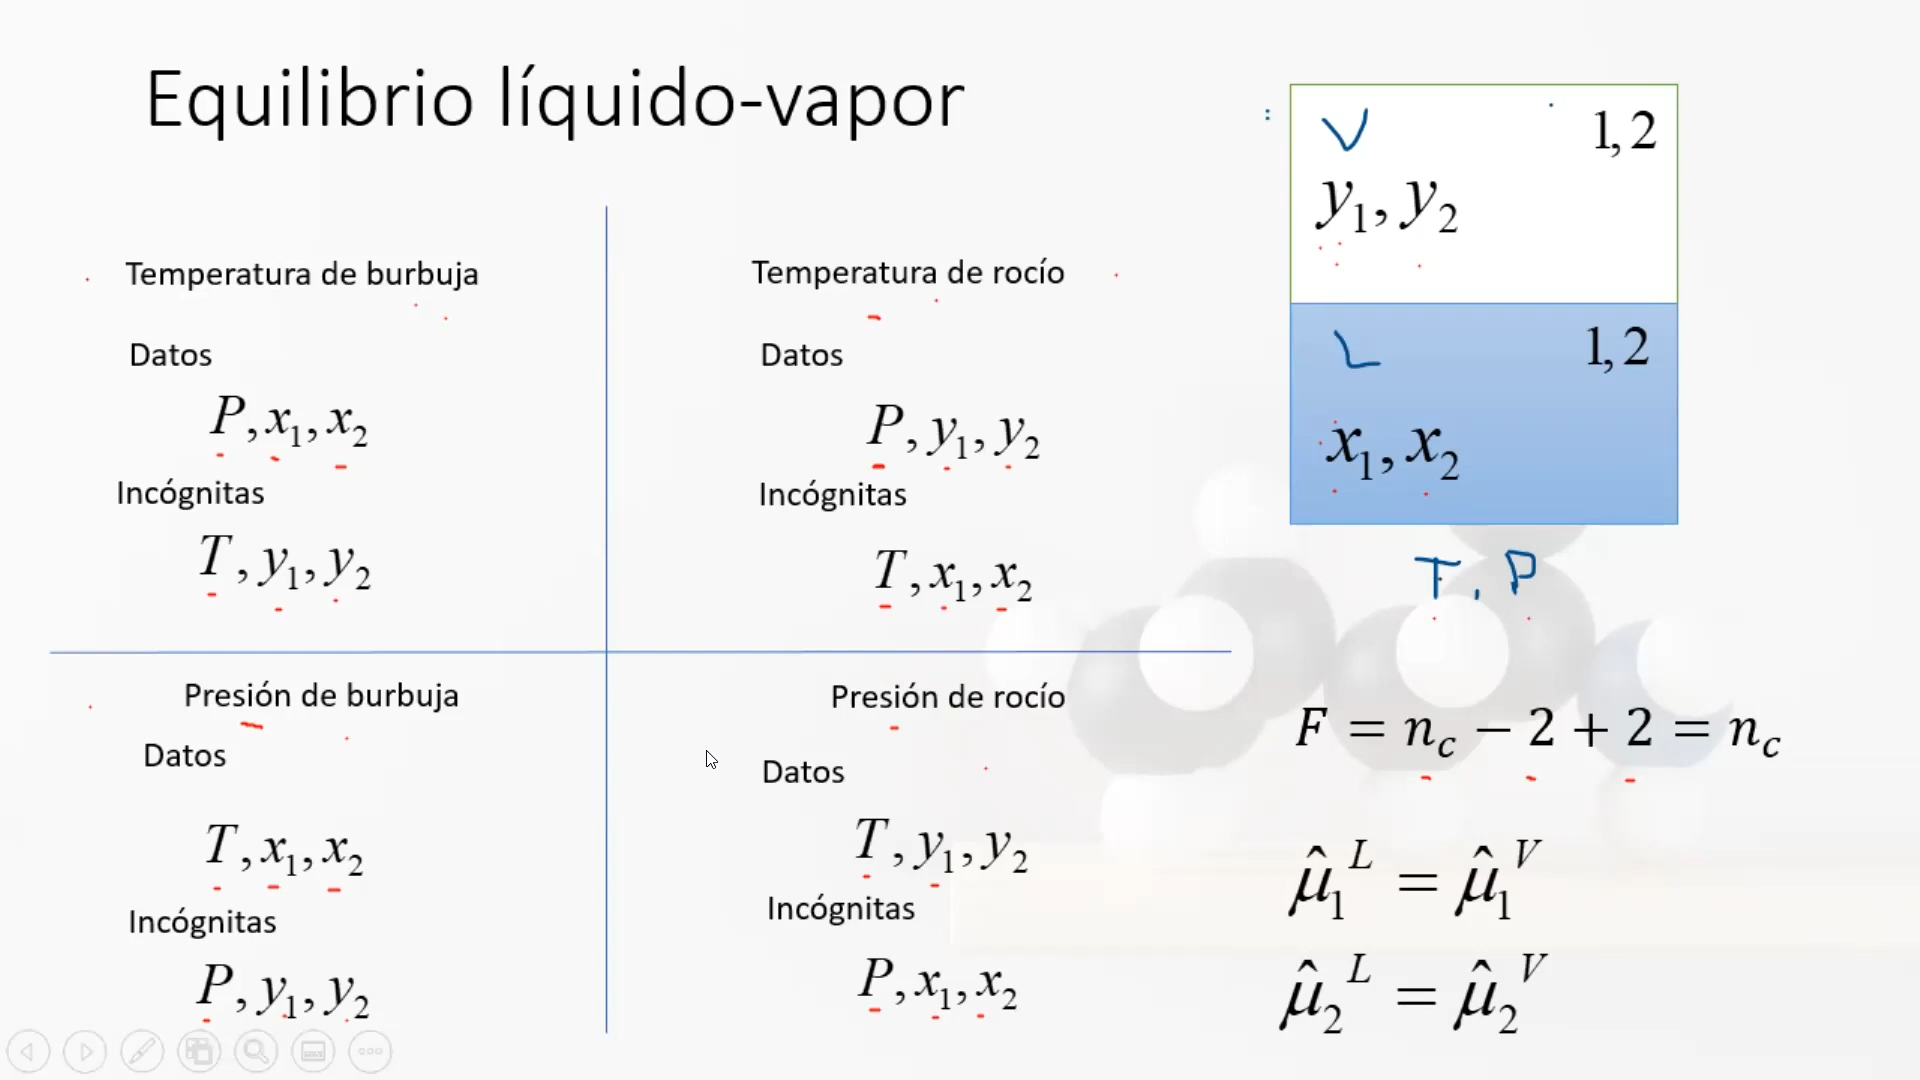 Equilibrio líquido-vapor
Temperatura de burbuja
Datos
P, x₁, x₂
Incógnitas
T, y₁, y₂
Temperatura de rocío
Datos
P, y₁, y₂
Incógnitas
T, x₁, x₂
Presión de burbuja
Datos
T, x₁, x₂
Incógnitas
P, y₁, y₂
Presión de rocío
Datos
T, y₁, y₂
Incógnitas
P, x₁, x₂
V 1, 2
y₁, y₂
L 1, 2
x₁, x₂
T, P
F = n_c − 2 + 2 = n_c
μ̂₁ᴸ = μ̂₁ⱽ
μ̂₂ᴸ = μ̂₂ⱽ